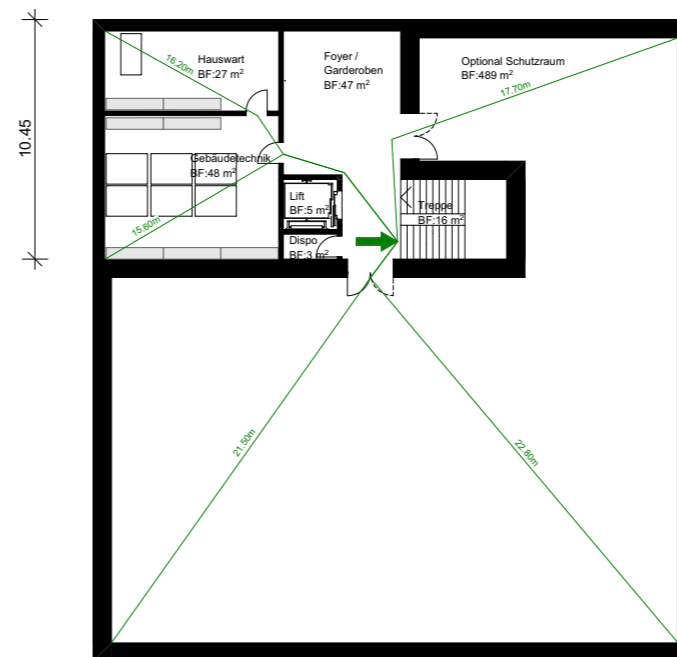 Hauswart
BF:27 m²
Foyer /
Garderoben
BF:47 m²
Optional Schutzraum
BF:489 m²
16.20m
17.70m
10.45
Gebäudetechnik
BF:48 m²
Lift
BF:5 m²
Treppe
BF:16 m²
15.60m
Dispo
BF:3 m²
21.50m
22.80m